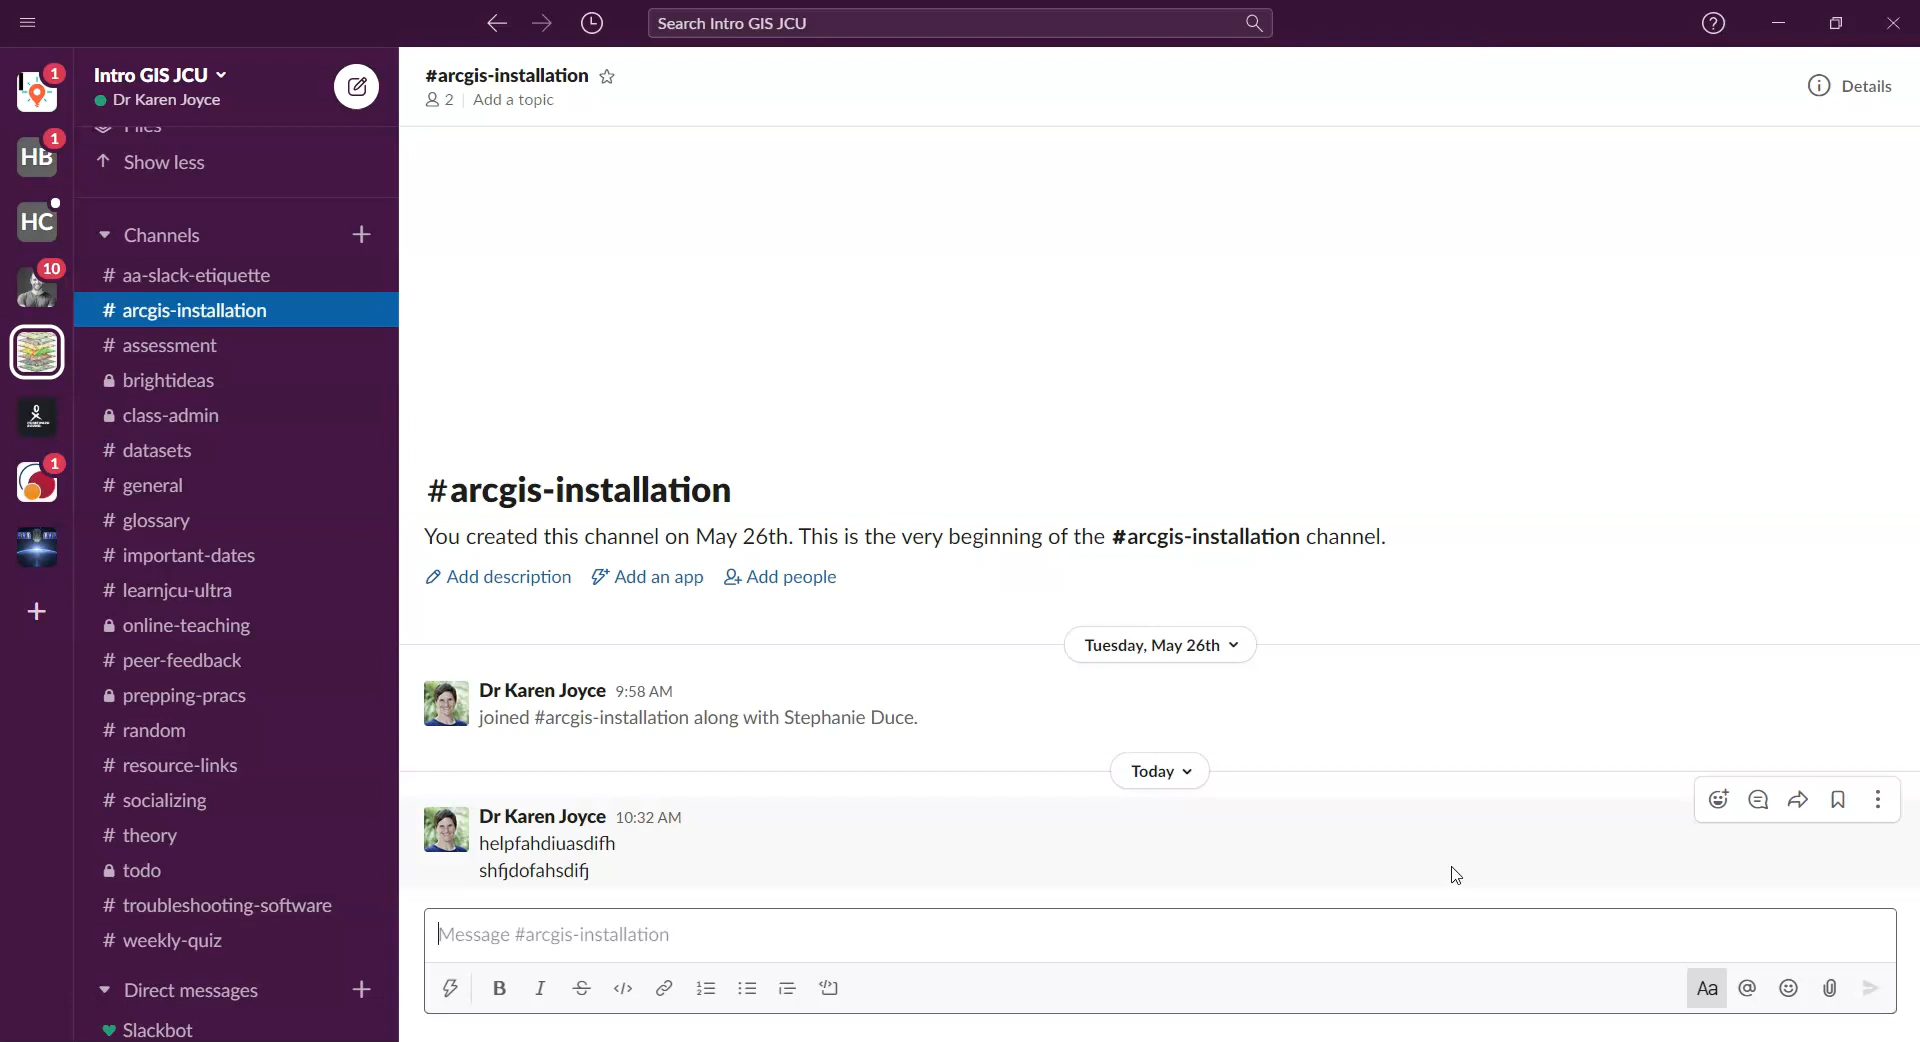 Search Intro GIS JCU
1
HB
1
HC
10
1
Intro GIS JCU
Dr Karen Joyce
Files
Show less
Channels
# aa-slack-etiquette
# arcgis-installation
# assessment
brightideas
class-admin
# datasets
# general
# glossary
# important-dates
# learnjcu-ultra
online-teaching
# peer-feedback
prepping-pracs
# random
# resource-links
# socializing
# theory
todo
# troubleshooting-software
# weekly-quiz
Direct messages
Slackbot
#arcgis-installation
2 | Add a topic
Details
#arcgis-installation
You created this channel on May 26th. This is the very beginning of the #arcgis-installation channel.
Add description Add an app Add people
Tuesday, May 26th
Dr Karen Joyce 9:58 AM
joined #arcgis-installation along with Stephanie Duce.
Today
Dr Karen Joyce 10:32 AM
helpfahdiuasdifh
shfjdofahsdifj
Message #arcgis-installation
B I S Aa @